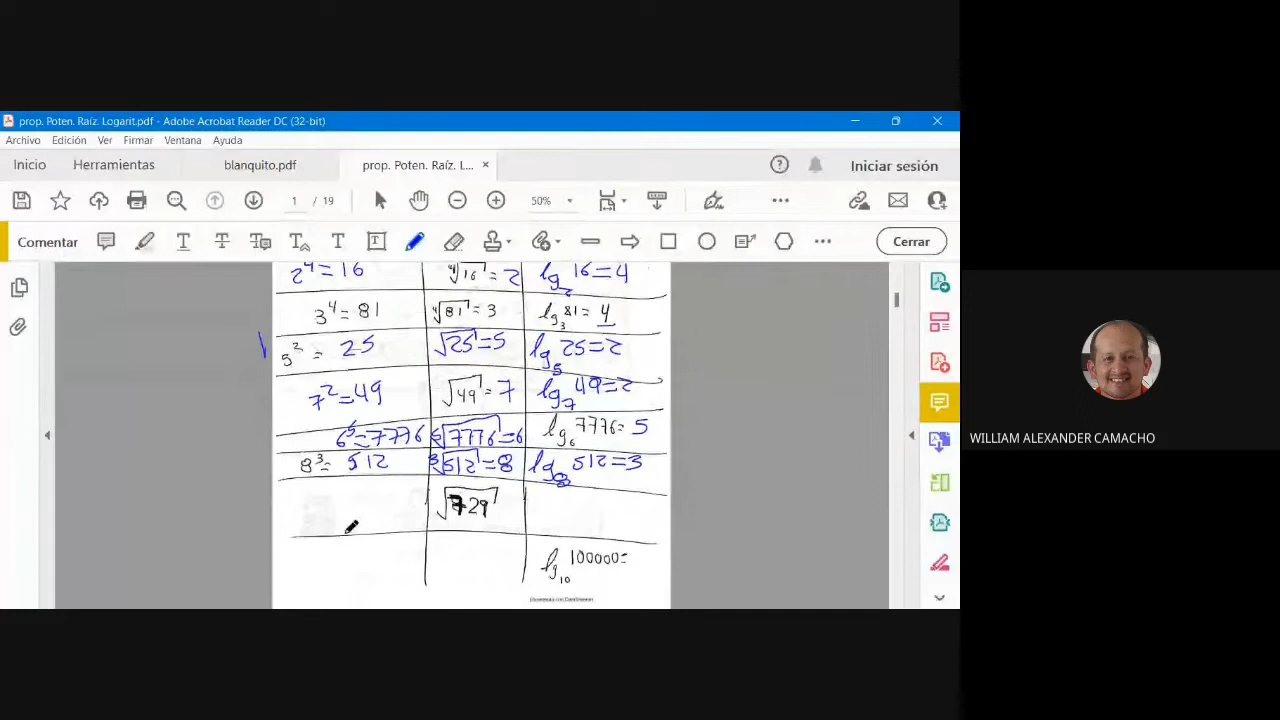 prop. Poten. Raíz. Logarit.pdf - Adobe Acrobat Reader DC (32-bit)
Archivo Edición Ver Firmar Ventana Ayuda
Inicio Herramientas blanquito.pdf prop. Poten. Raíz. L... × Iniciar sesión
1 / 19 50%
Comentar Cerrar
2⁴=16 ⁴√16=2 lg₂ 16=4
3⁴=81 ⁴√81=3 lg₃ 81=4
5²= 25 √25=5 lg₅ 25=2
7²=49 √49=7 lg₇ 49=2
6⁵=7776 ⁵√7776=6 lg₆ 7776=5
8³= 512 ³√512=8 lg₈ 512=3
√729
lg₁₀ 100000=
WILLIAM ALEXANDER CAMACHO